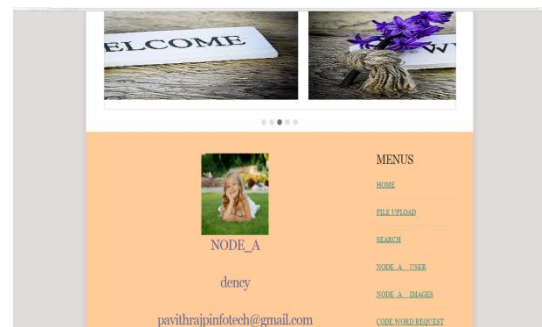 ELCOME
W
NODE_A
dency
pavithrajpinfotech@gmail.com
MENUS
HOME
FILE UPLOAD
SEARCH
NODE_A USER
NODE_A IMAGES
CODE WORD REQUEST